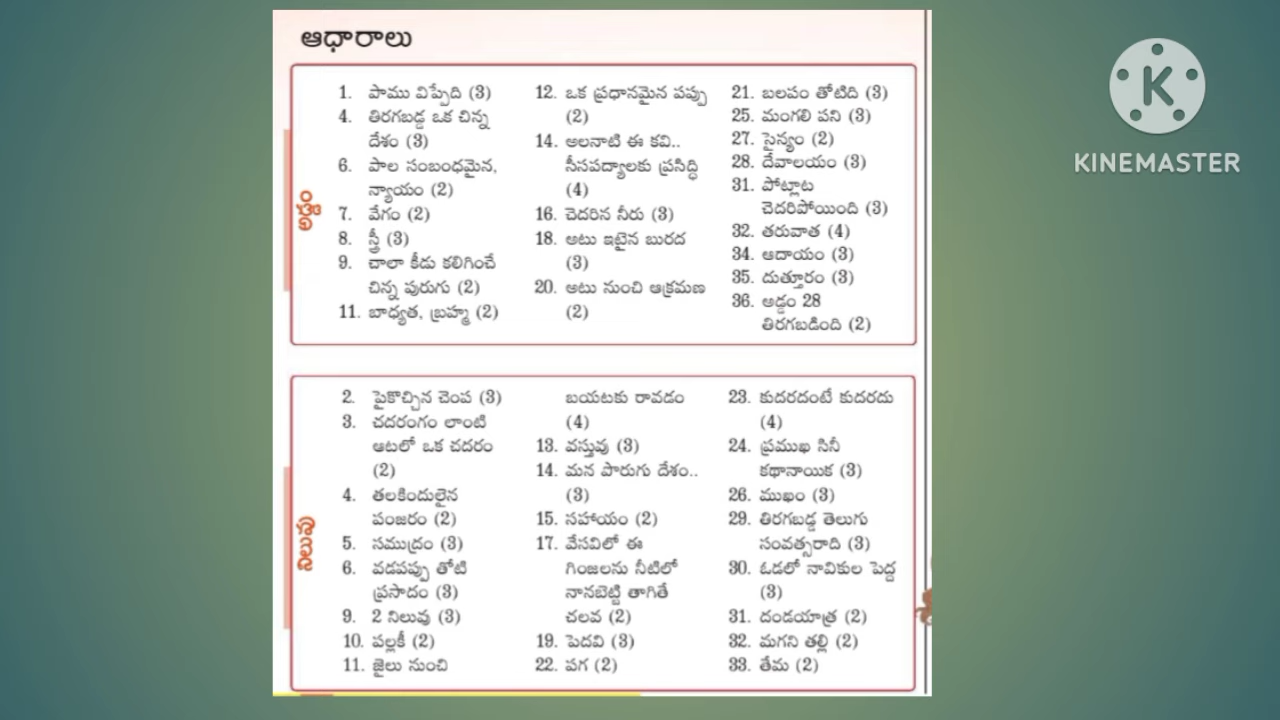 ఆధారాలు
అడ్డం
1. పాము విప్పేది (3)
4. తిరగబడ్డ ఒక చిన్న
దేశం (3)
6. పాల సంబంధమైన,
న్యాయం (2)
7. వేగం (2)
8. స్త్రీ (3)
9. చాలా కీడు కలిగించే
చిన్న పురుగు (2)
11. బాధ్యత, బ్రహ్మ (2)
12. ఒక ప్రధానమైన పప్పు
(2)
14. అలనాటి ఈ కవి..
సీసపద్యాలకు ప్రసిద్ధి
(4)
16. చెదరిన నీరు (3)
18. అటు ఇటైన బురద
(3)
20. అటు నుంచి ఆక్రమణ
(2)
21. బలపం తోటిది (3)
25. మంగలి పని (3)
27. సైన్యం (2)
28. దేవాలయం (3)
31. పోట్లాట
చెదరిపోయింది (3)
32. తరువాత (4)
34. ఆదాయం (3)
35. దుత్తూరం (3)
36. అడ్డం 28
తిరగబడింది (2)
నిలువు
2. పైకొచ్చిన చెంప (3)
3. చదరంగం లాంటి
ఆటలో ఒక చదరం
(2)
4. తలకిందులైన
పంజరం (2)
5. సముద్రం (3)
6. వడపప్పు తోటి
ప్రసాదం (3)
9. 2 నిలువు (3)
10. పల్లకీ (2)
11. జైలు నుంచి
బయటకు రావడం
(4)
13. వస్తువు (3)
14. మన పొరుగు దేశం..
(3)
15. సహాయం (2)
17. వేసవిలో ఈ
గింజలను నీటిలో
నానబెట్టి తాగితే
చలవ (2)
19. పెదవి (3)
22. పగ (2)
23. కుదరదంటే కుదరదు
(4)
24. ప్రముఖ సినీ
కథానాయిక (3)
26. ముఖం (3)
29. తిరగబడ్డ తెలుగు
సంవత్సరాది (3)
30. ఓడలో నావికుల పెద్ద
(3)
31. దండయాత్ర (2)
32. మగని తల్లి (2)
33. తేమ (2)
K
KINEMASTER